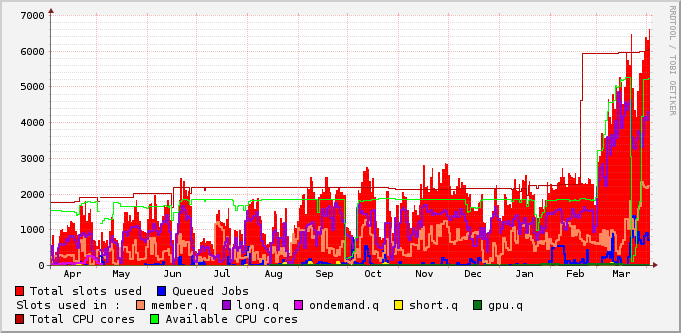 7000
6000
5000
4000
3000
2000
1000
0
Apr May Jun Jul Aug Sep Oct Nov Dec Jan Feb Mar
RRDTOOL / TOBI OETIKER
Total slots used Queued Jobs
Slots used in : member.q long.q ondemand.q short.q gpu.q
Total CPU cores Available CPU cores